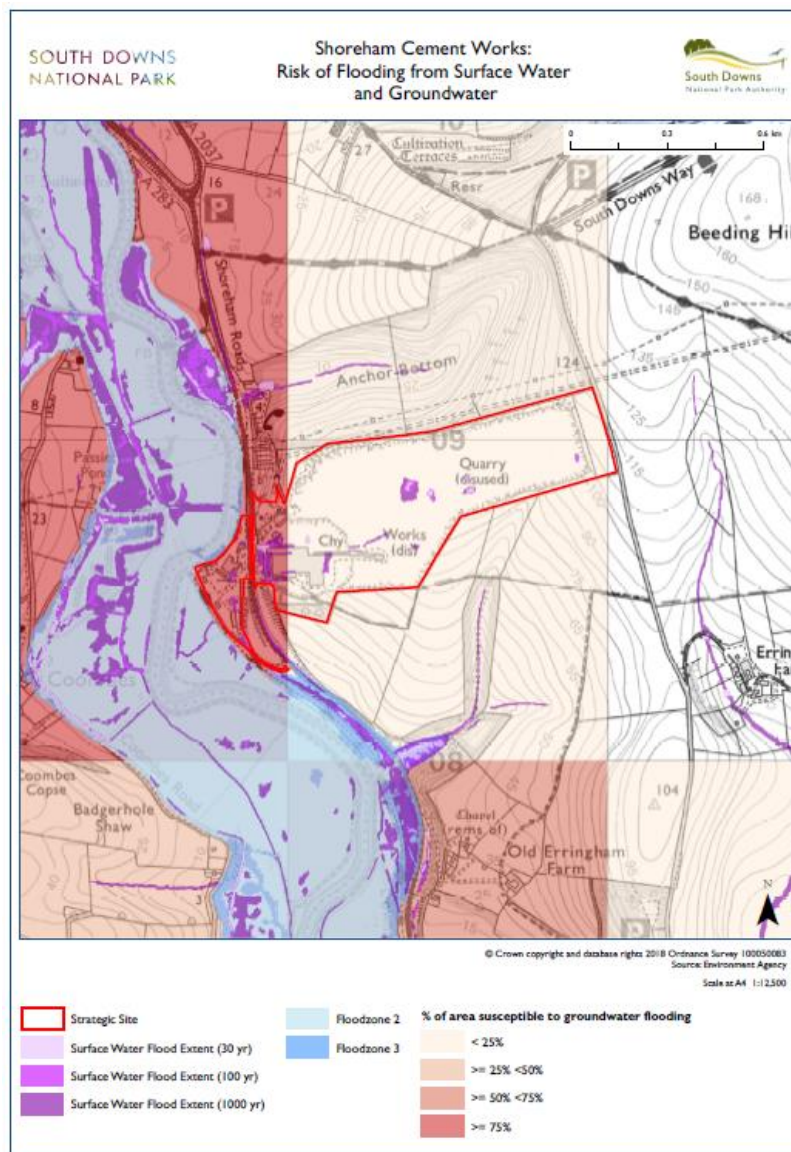 SOUTH DOWNS
NATIONAL PARK
Shoreham Cement Works:
Risk of Flooding from Surface Water
and Groundwater
South Downs
National Park Authority
0 0.3 0.6 km
A 2037
A 283
16
P
24
27
Cultivation
Terraces
10
Resr
P
South Downs Way
168
Beeding Hil
160
150
Shoreham Road
Anchor Bottom
124
135
125
115
09
8
23
Quarry
(disused)
Chy
Works
(dis)
Coombes
Coombes Road
08
Coombes
Copse
Badgerhole
Shaw
Chapel
(rems of)
Old Erringham
Farm
104
P
N
© Crown copyright and database rights 2018 Ordnance Survey 100050083
Source: Environment Agency
Scale at A4 1:12,500
Strategic Site
Surface Water Flood Extent (30 yr)
Surface Water Flood Extent (100 yr)
Surface Water Flood Extent (1000 yr)
Floodzone 2
Floodzone 3
% of area susceptible to groundwater flooding
< 25%
>= 25% <50%
>= 50% <75%
>= 75%